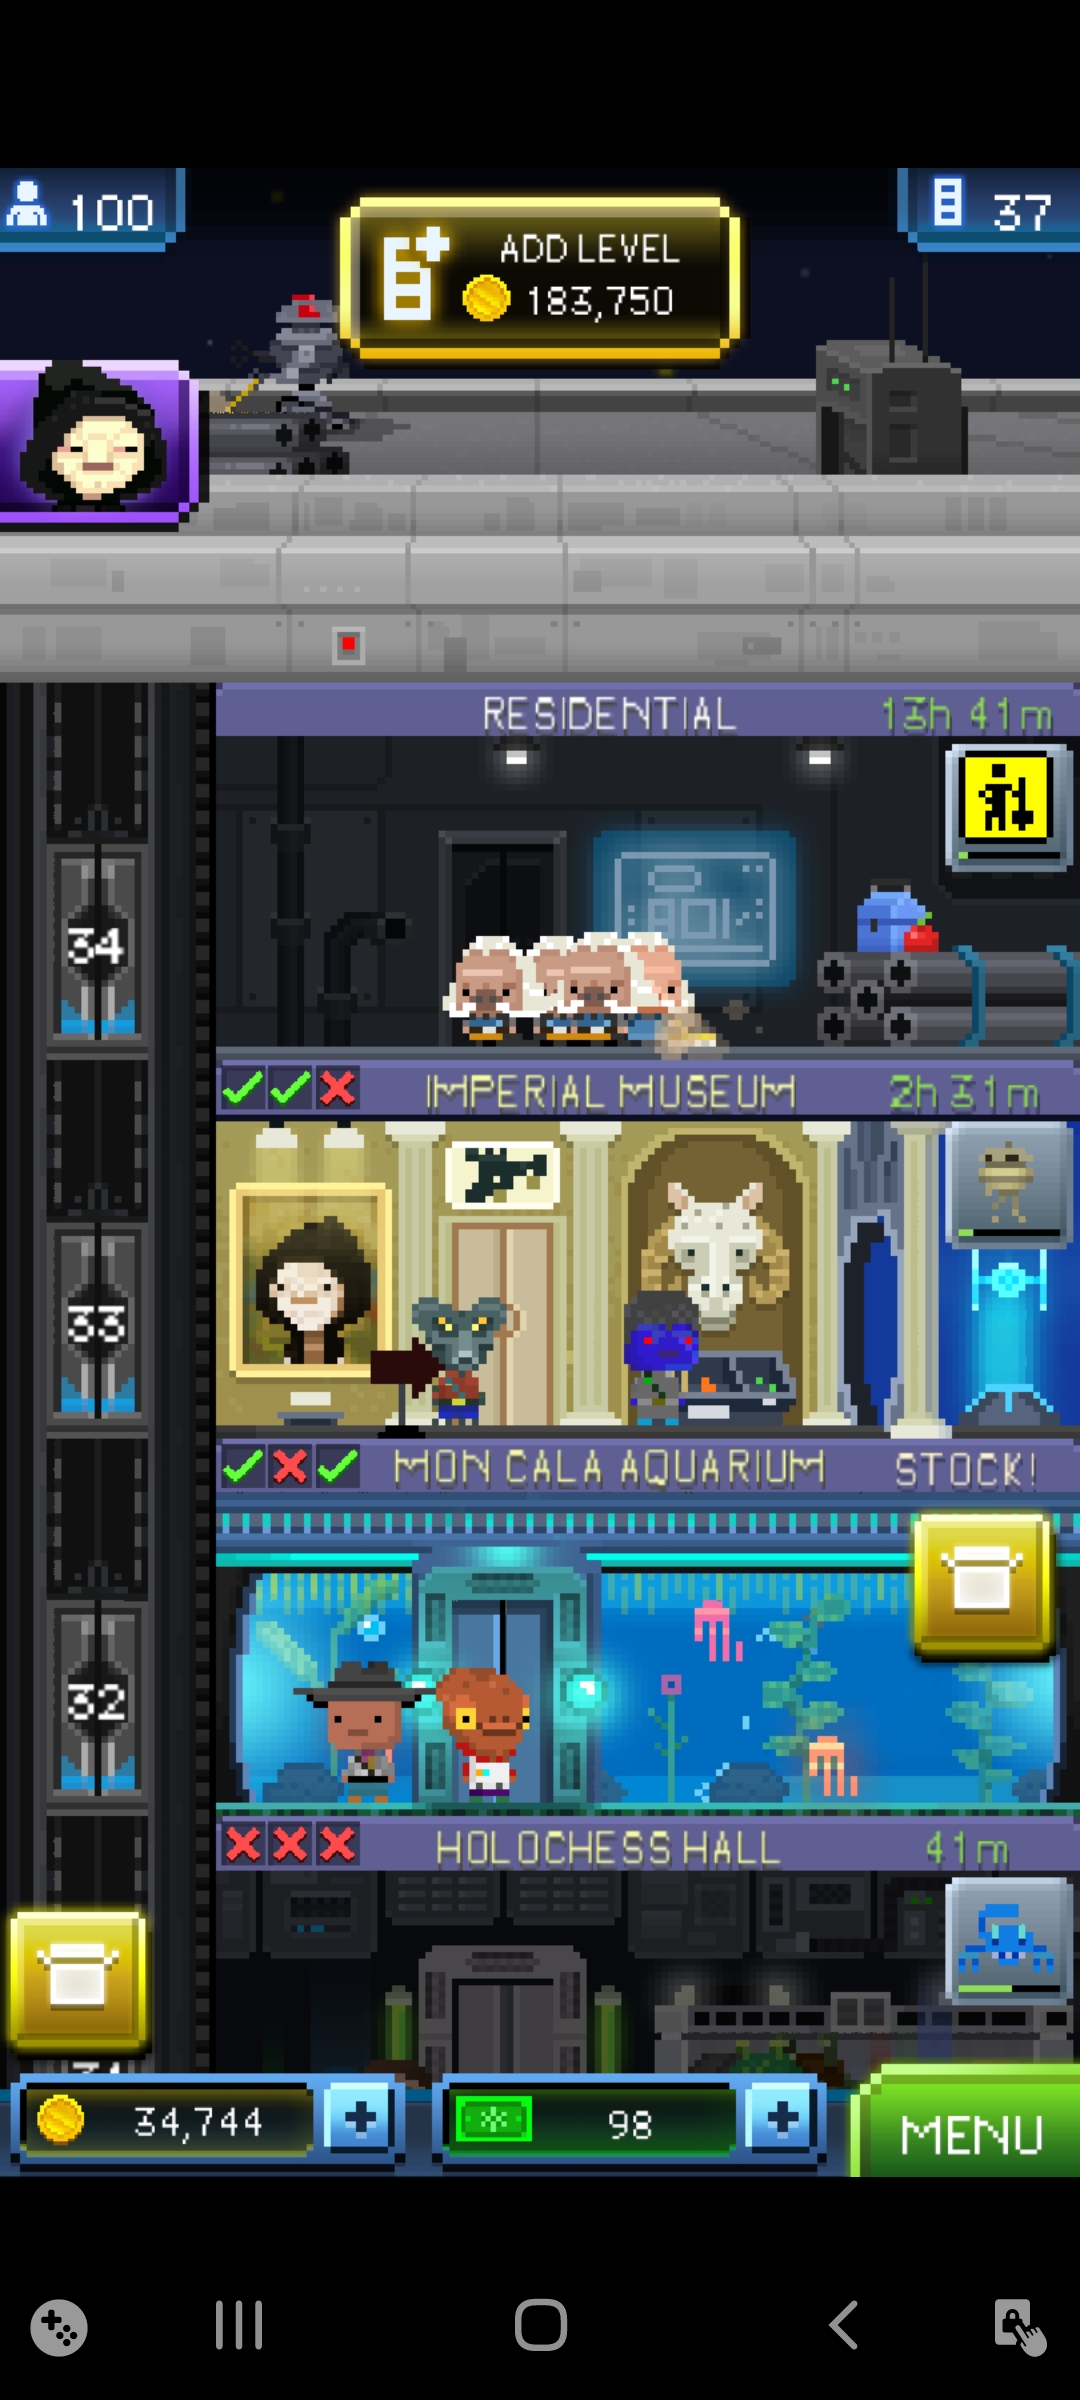 100
ADD LEVEL
183,750
37
RESIDENTIAL 13h 41m
34
IMPERIAL MUSEUM 2h 31m
33
MON CALA AQUARIUM STOCK!
32
HOLOCHESS HALL 41m
34,744
98
MENU